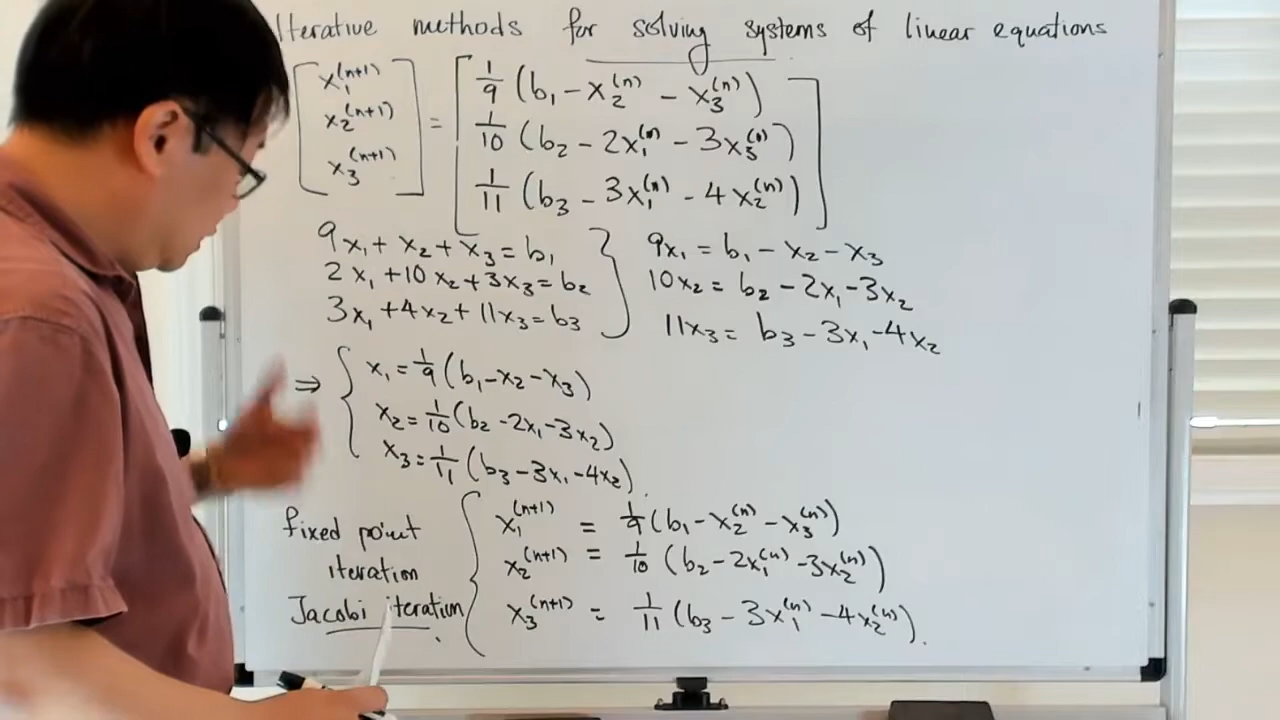 Iterative methods for solving systems of linear equations
[x₁⁽ⁿ⁺¹⁾ x₂⁽ⁿ⁺¹⁾ x₃⁽ⁿ⁺¹⁾] = [1/9 (b₁ - x₂⁽ⁿ⁾ - x₃⁽ⁿ⁾)
1/10 (b₂ - 2x₁⁽ⁿ⁾ - 3x₃⁽ⁿ⁾)
1/11 (b₃ - 3x₁⁽ⁿ⁾ - 4x₂⁽ⁿ⁾)]
9x₁ + x₂ + x₃ = b₁ } 9x₁ = b₁ - x₂ - x₃
2x₁ + 10x₂ + 3x₃ = b₂ 10x₂ = b₂ - 2x₁ - 3x₂
3x₁ + 4x₂ + 11x₃ = b₃ 11x₃ = b₃ - 3x₁ - 4x₂
⇒ { x₁ = 1/9 (b₁ - x₂ - x₃)
x₂ = 1/10 (b₂ - 2x₁ - 3x₂)
x₃ = 1/11 (b₃ - 3x₁ - 4x₂).
fixed point { x₁⁽ⁿ⁺¹⁾ = 1/9 (b₁ - x₂⁽ⁿ⁾ - x₃⁽ⁿ⁾)
iteration x₂⁽ⁿ⁺¹⁾ = 1/10 (b₂ - 2x₁⁽ⁿ⁾ - 3x₂⁽ⁿ⁾)
Jacobi iteration. x₃⁽ⁿ⁺¹⁾ = 1/11 (b₃ - 3x₁⁽ⁿ⁾ - 4x₂⁽ⁿ⁾).